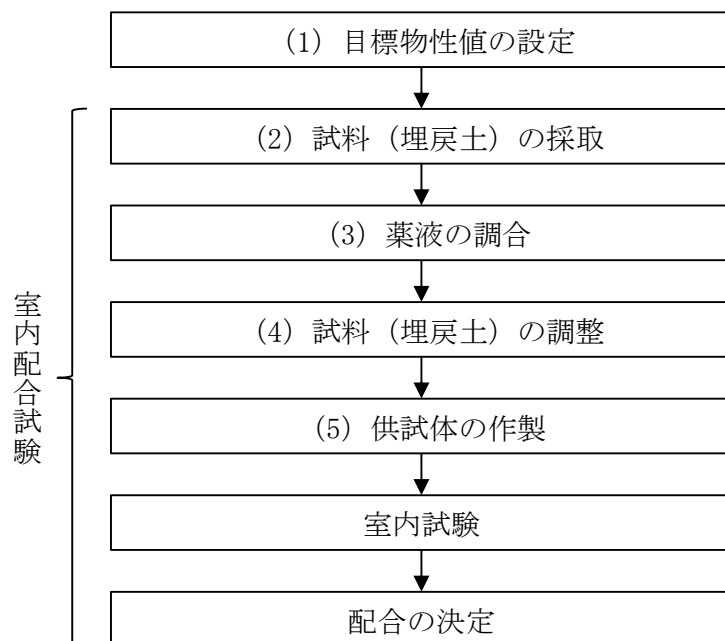 (1) 目標物性値の設定
(2) 試料（埋戻土）の採取
(3) 薬液の調合
(4) 試料（埋戻土）の調整
(5) 供試体の作製
室内試験
配合の決定
室内配合試験